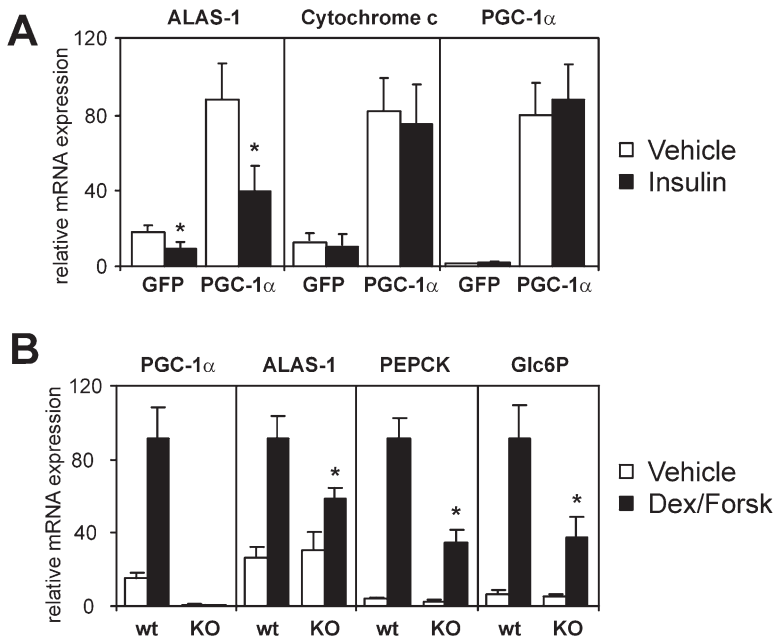 A
ALAS-1 Cytochrome c PGC-1α
relative mRNA expression
120
80
40
0
* *
GFP PGC-1α GFP PGC-1α GFP PGC-1α
Vehicle
Insulin
B
PGC-1α ALAS-1 PEPCK Glc6P
relative mRNA expression
120
80
40
0
* * *
wt KO wt KO wt KO wt KO
Vehicle
Dex/Forsk